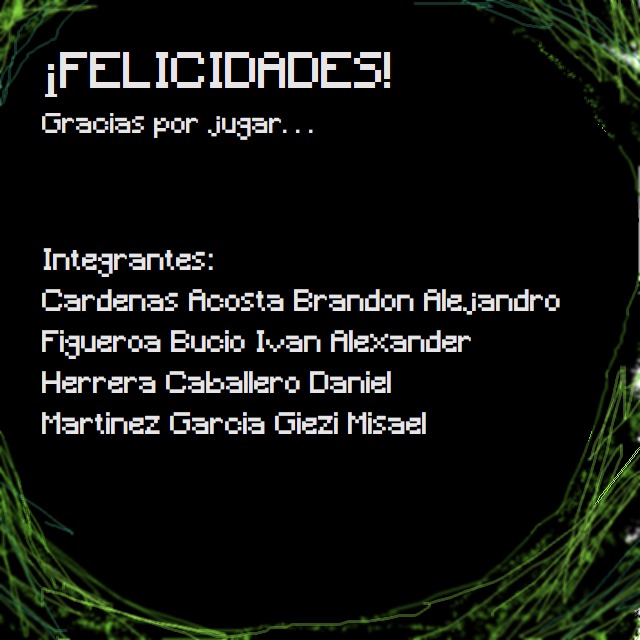 ¡FELICIDADES!
Gracias por jugar...
Integrantes:
Cardenas Acosta Brandon Alejandro
Figueroa Bucio Ivan Alexander
Herrera Caballero Daniel
Martinez Garcia Giezi Misael